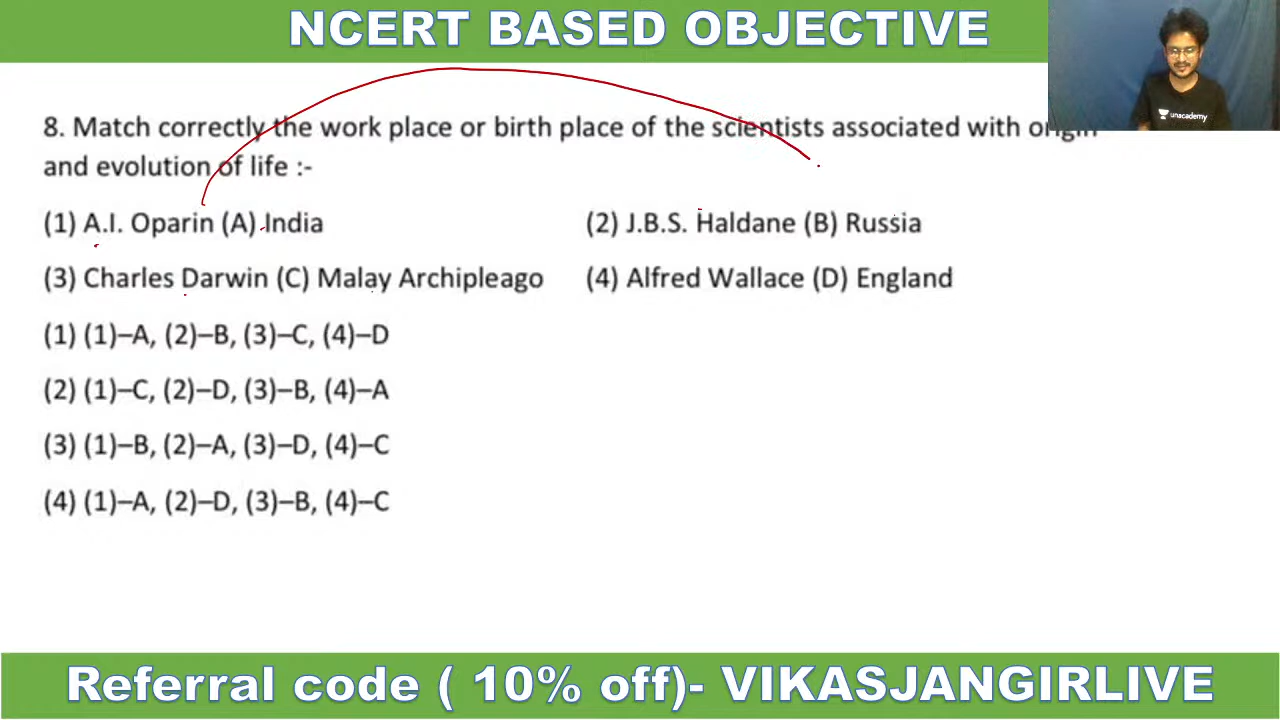 NCERT BASED OBJECTIVE
unacademy
8. Match correctly the work place or birth place of the scientists associated with origin
and evolution of life :-
(1) A.I. Oparin (A) India (2) J.B.S. Haldane (B) Russia
(3) Charles Darwin (C) Malay Archipleago (4) Alfred Wallace (D) England
(1) (1)–A, (2)–B, (3)–C, (4)–D
(2) (1)–C, (2)–D, (3)–B, (4)–A
(3) (1)–B, (2)–A, (3)–D, (4)–C
(4) (1)–A, (2)–D, (3)–B, (4)–C
Referral code ( 10% off)- VIKASJANGIRLIVE